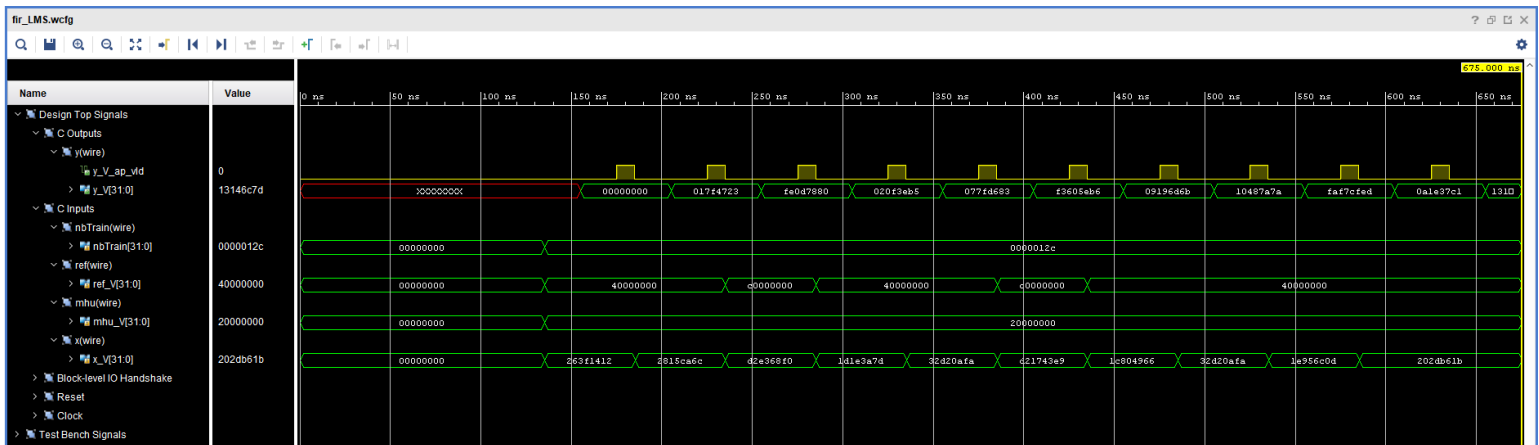 fir_LMS.wcfg
675.000 ns
Name Value 0 ns 50 ns 100 ns 150 ns 200 ns 250 ns 300 ns 350 ns 400 ns 450 ns 500 ns 550 ns 600 ns 650 ns
Design Top Signals
C Outputs
y(wire)
y_V_ap_vld 0
y_V[31:0] 13146c7d XXXXXXXX 00000000 017f4723 fe0d7880 020f3eb5 077fd683 f3605eb6 09196d6b 10487a7a faf7cfed 0a1e37c1 131
C Inputs
nbTrain(wire)
nbTrain[31:0] 0000012c 00000000 0000012c
ref(wire)
ref_V[31:0] 40000000 00000000 40000000 c0000000 40000000 c0000000 40000000
mhu(wire)
mhu_V[31:0] 20000000 00000000 20000000
x(wire)
x_V[31:0] 202db61b 00000000 263f1412 2815ca6c d2e368f0 1d1e3a7d 32d20afa c21743e9 1c804966 32d20afa 1e956c0d 202db61b
Block-level IO Handshake
Reset
Clock
Test Bench Signals